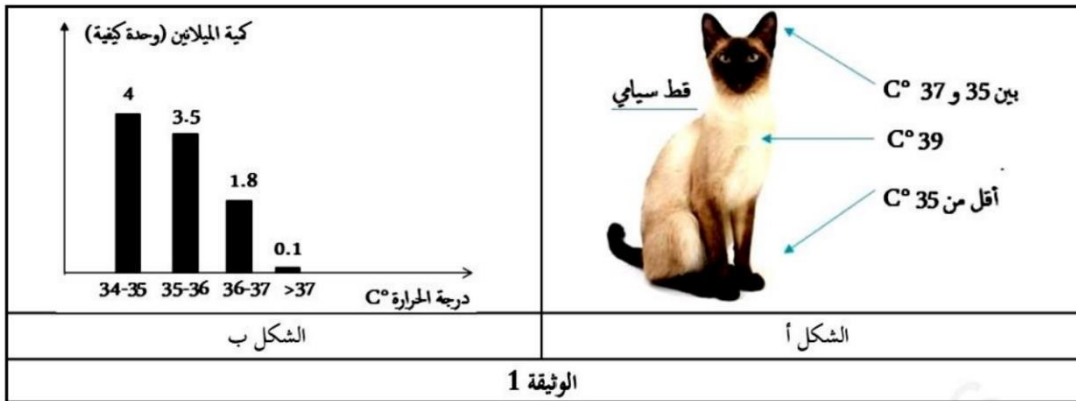 بين 35 و 37 °C
قط سيامي
39 °C
أقل من 35 °C
الشكل أ
كمية الميلانين (وحدة كيفية)
4
3.5
1.8
0.1
34-35 35-36 36-37 >37
درجة الحرارة °C
الشكل ب
الوثيقة 1